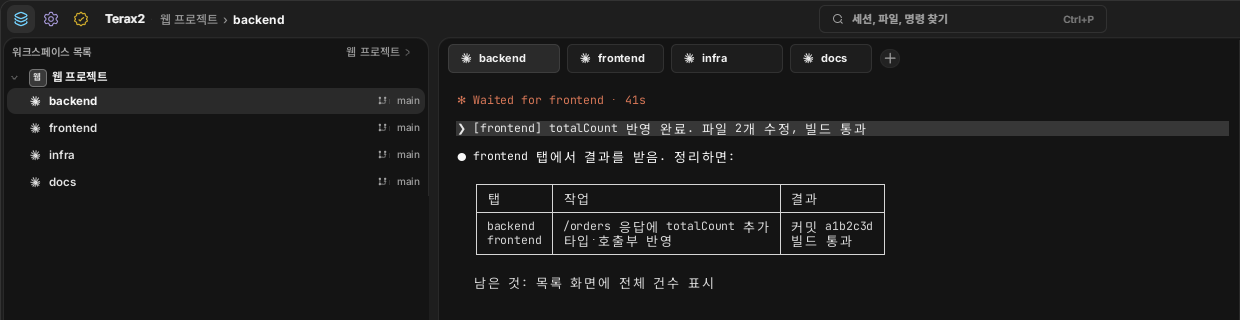 Terax2 웹 프로젝트 › backend
세션, 파일, 명령 찾기 Ctrl+P
워크스페이스 목록 웹 프로젝트 >
웹 웹 프로젝트
backend main
frontend main
infra main
docs main
backend frontend infra docs +
✻ Waited for frontend · 41s
❯ [frontend] totalCount 반영 완료. 파일 2개 수정, 빌드 통과
● frontend 탭에서 결과를 받음. 정리하면:
탭 작업 결과
backend /orders 응답에 totalCount 추가 커밋 a1b2c3d
frontend 타입·호출부 반영 빌드 통과
남은 것: 목록 화면에 전체 건수 표시